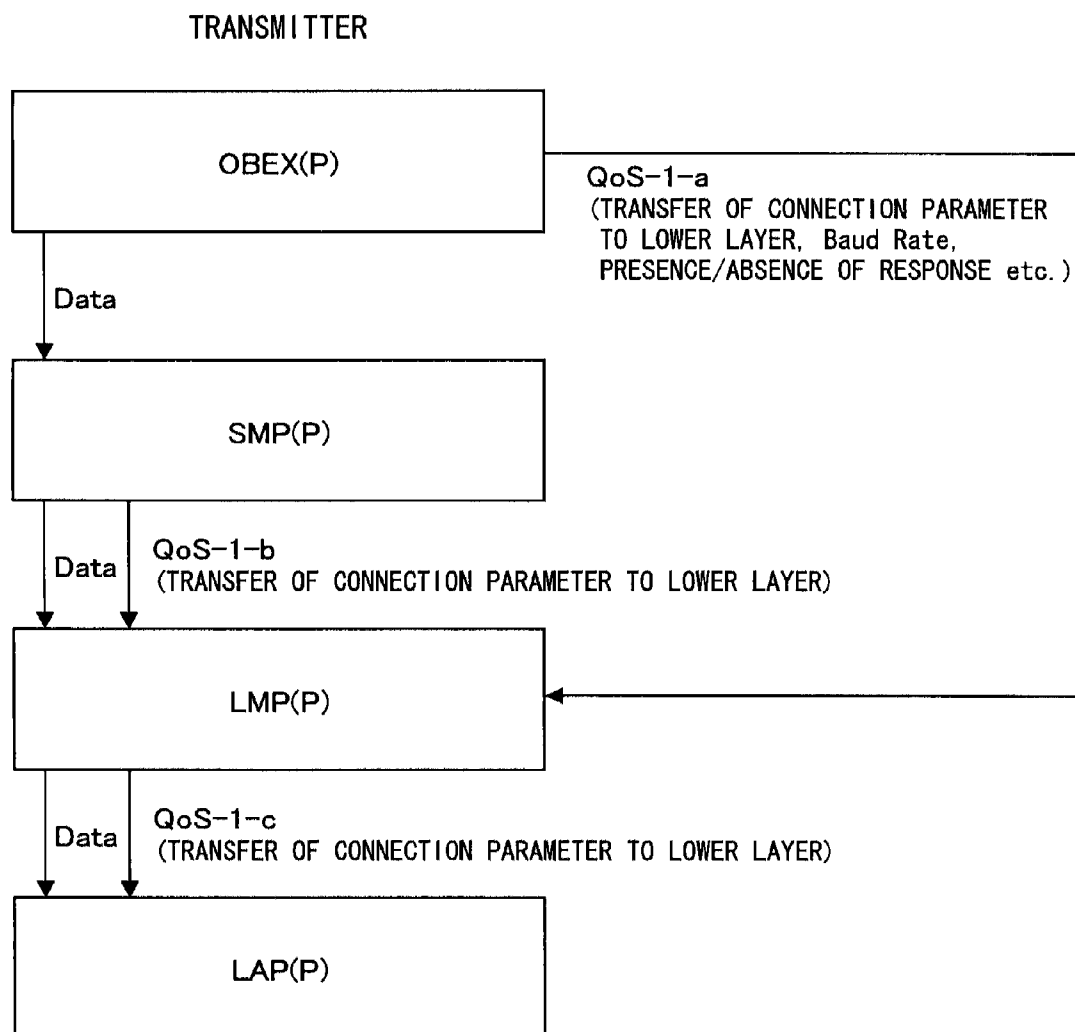 TRANSMITTER
OBEX(P)
QoS-1-a
(TRANSFER OF CONNECTION PARAMETER
TO LOWER LAYER, Baud Rate,
PRESENCE/ABSENCE OF RESPONSE etc.)
Data
SMP(P)
Data
QoS-1-b
(TRANSFER OF CONNECTION PARAMETER TO LOWER LAYER)
LMP(P)
Data
QoS-1-c
(TRANSFER OF CONNECTION PARAMETER TO LOWER LAYER)
LAP(P)